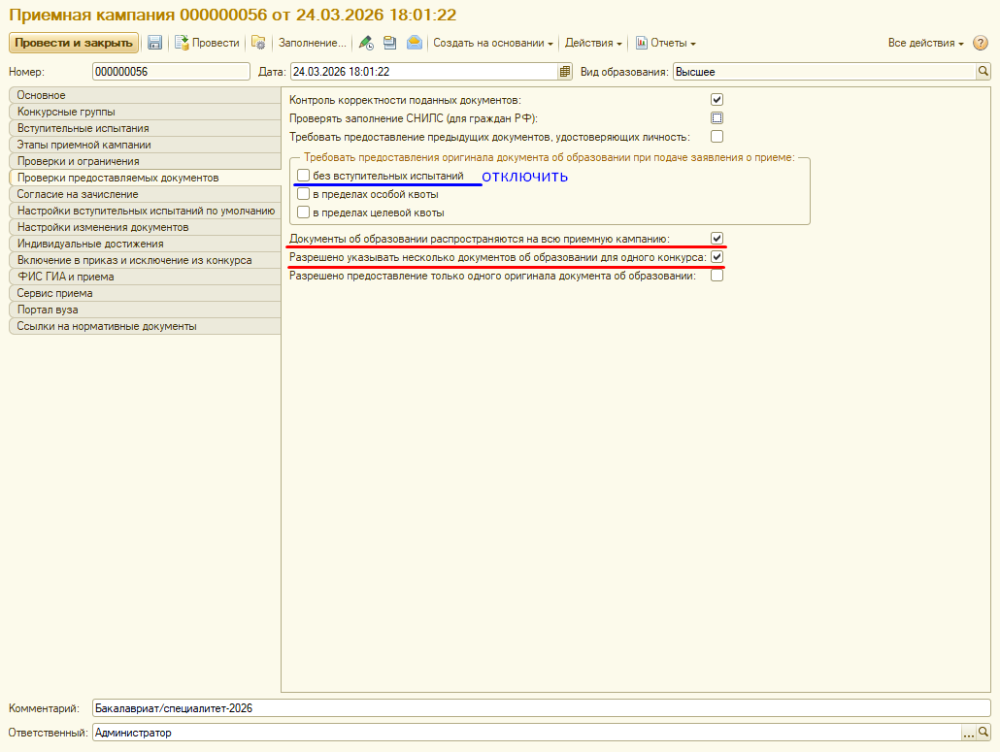 Приемная кампания 000000056 от 24.03.2026 18:01:22
Провести и закрыть Провести Заполнение... Создать на основании Действия Отчеты Все действия ?
Номер: 000000056 Дата: 24.03.2026 18:01:22 Вид образования: Высшее
Основное
Конкурсные группы
Вступительные испытания
Этапы приемной кампании
Проверки и ограничения
Проверки предоставляемых документов
Согласие на зачисление
Настройки вступительных испытаний по умолчанию
Настройки изменения документов
Индивидуальные достижения
Включение в приказ и исключение из конкурса
ФИС ГИА и приема
Сервис приема
Портал вуза
Ссылки на нормативные документы
Контроль корректности поданных документов:
Проверять заполнение СНИЛС (для граждан РФ):
Требовать предоставление предыдущих документов, удостоверяющих личность:
Требовать предоставления оригинала документа об образовании при подаче заявления о приеме:
без вступительных испытаний ОТКЛЮЧИТЬ
в пределах особой квоты
в пределах целевой квоты
Документы об образовании распространяются на всю приемную кампанию:
Разрешено указывать несколько документов об образовании для одного конкурса:
Разрешено предоставление только одного оригинала документа об образовании:
Комментарий: Бакалавриат/специалитет-2026
Ответственный: Администратор ...